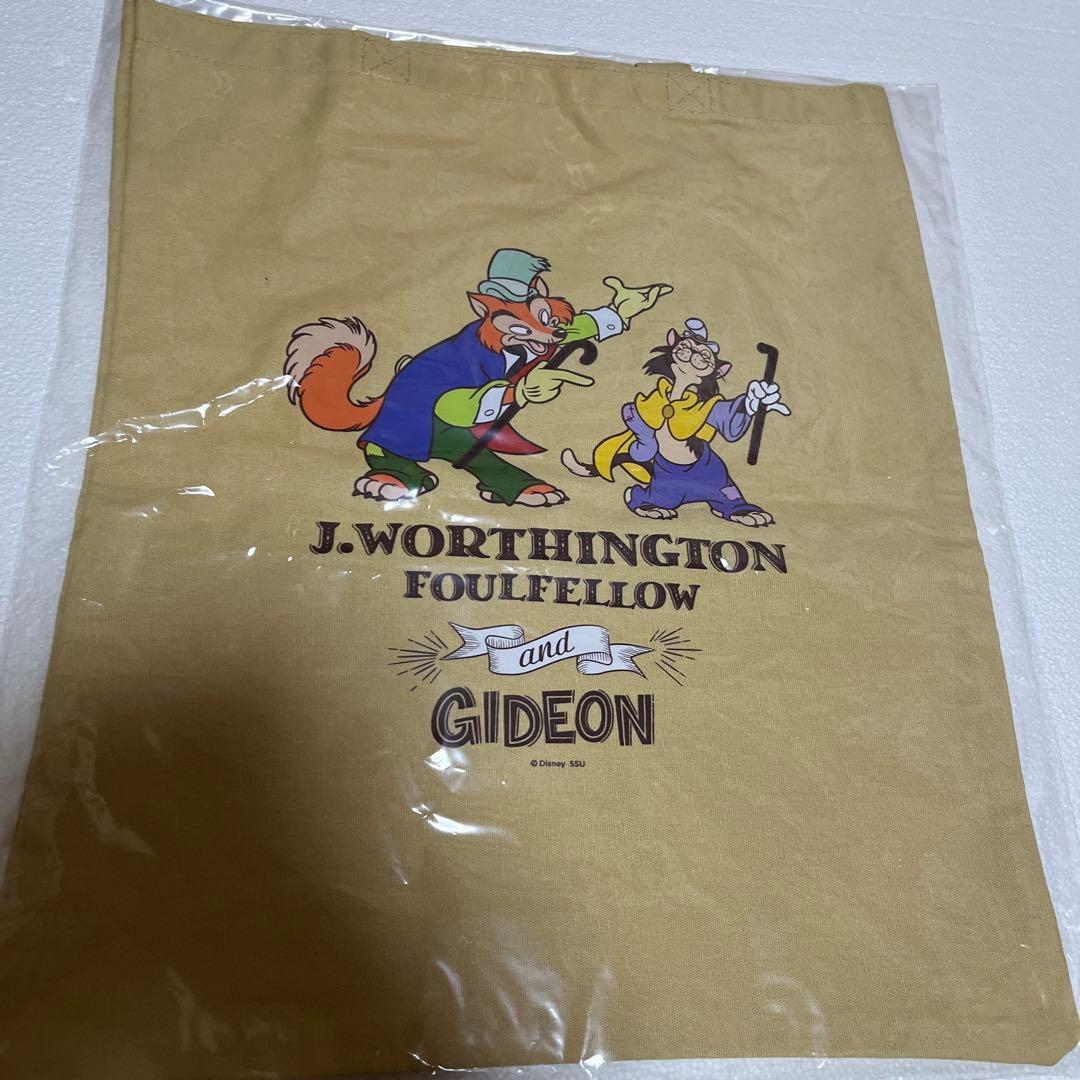 J.WORTHINGTON
FOULFELLOW
and
GIDEON
© Disney SSU